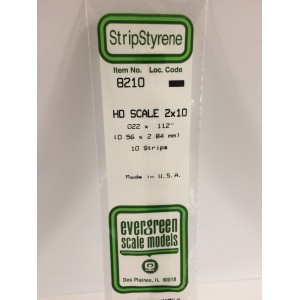 StripStyrene
Item No. Loc. Code
8210
HO SCALE 2x10
.022 x .112"
(0.56 x 2.84 mm)
10 Strips
Made in U.S.A.
evergreen
scale models
Des Plaines, IL 60018